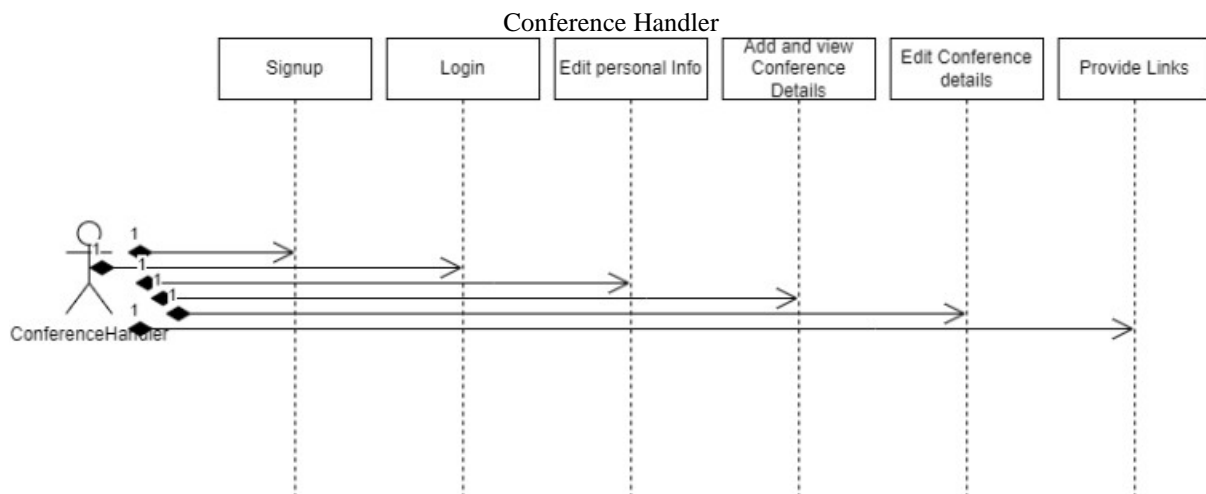 Conference Handler
Signup
Login
Edit personal Info
Add and view
Conference
Details
Edit Conference
details
Provide Links
1
1
1
1
1
1
ConferenceHandler